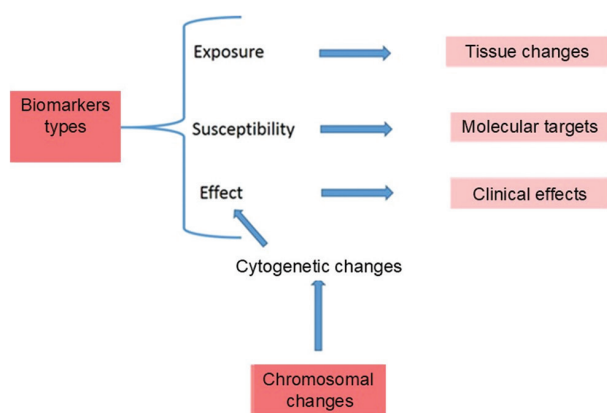 Exposure
Tissue changes
Biomarkers
types
Susceptibility
Molecular targets
Effect
Clinical effects
Cytogenetic changes
Chromosomal
changes